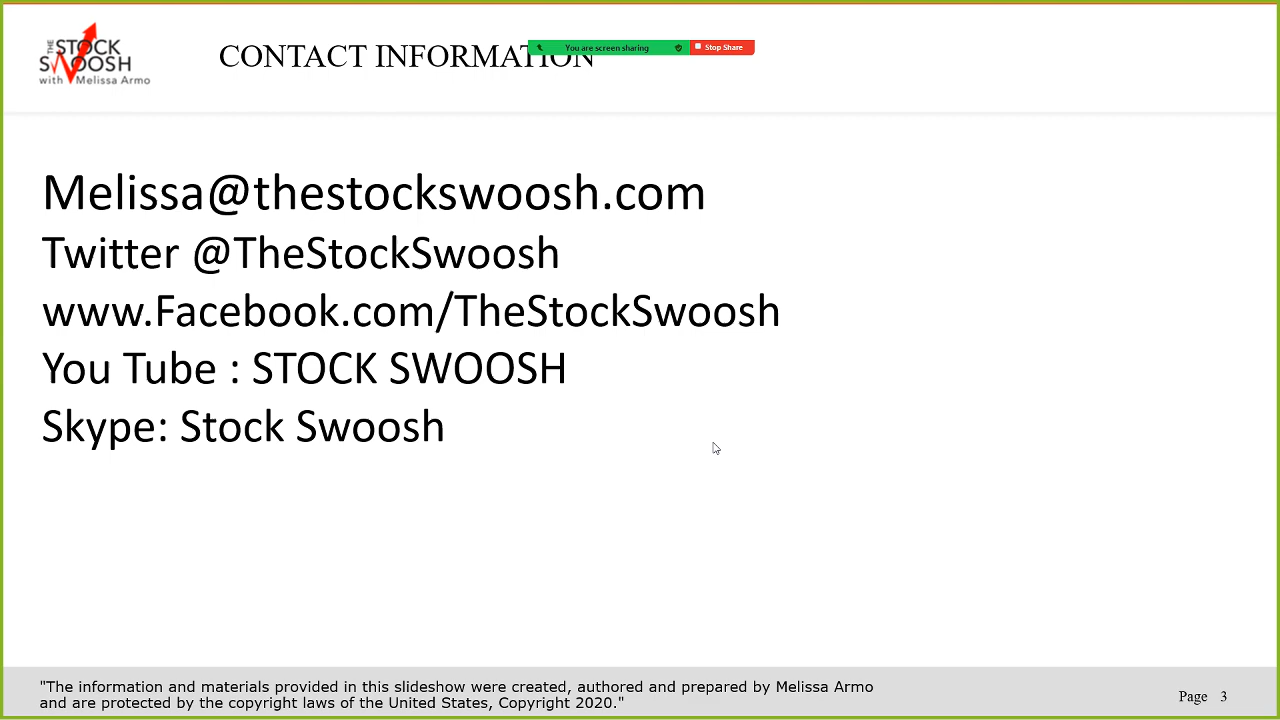 THE
STOCK
SWOOSH
with Melissa Armo
CONTACT INFORMATION
You are screen sharing
Stop Share
Melissa@thestockswoosh.com
Twitter @TheStockSwoosh
www.Facebook.com/TheStockSwoosh
You Tube : STOCK SWOOSH
Skype: Stock Swoosh
"The information and materials provided in this slideshow were created, authored and prepared by Melissa Armo
and are protected by the copyright laws of the United States, Copyright 2020."
Page 3